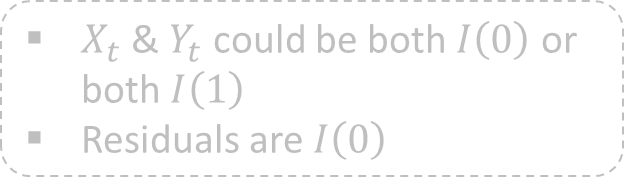 ▪ Xₜ & Yₜ could be both I(0) or
both I(1)
▪ Residuals are I(0)